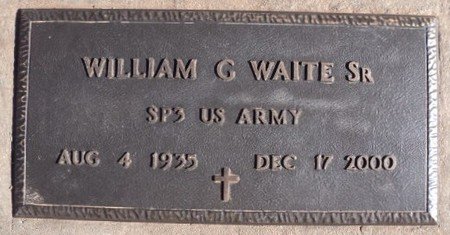 WILLIAM G WAITE SR
SP3 US ARMY
AUG 4 1935 DEC 17 2000